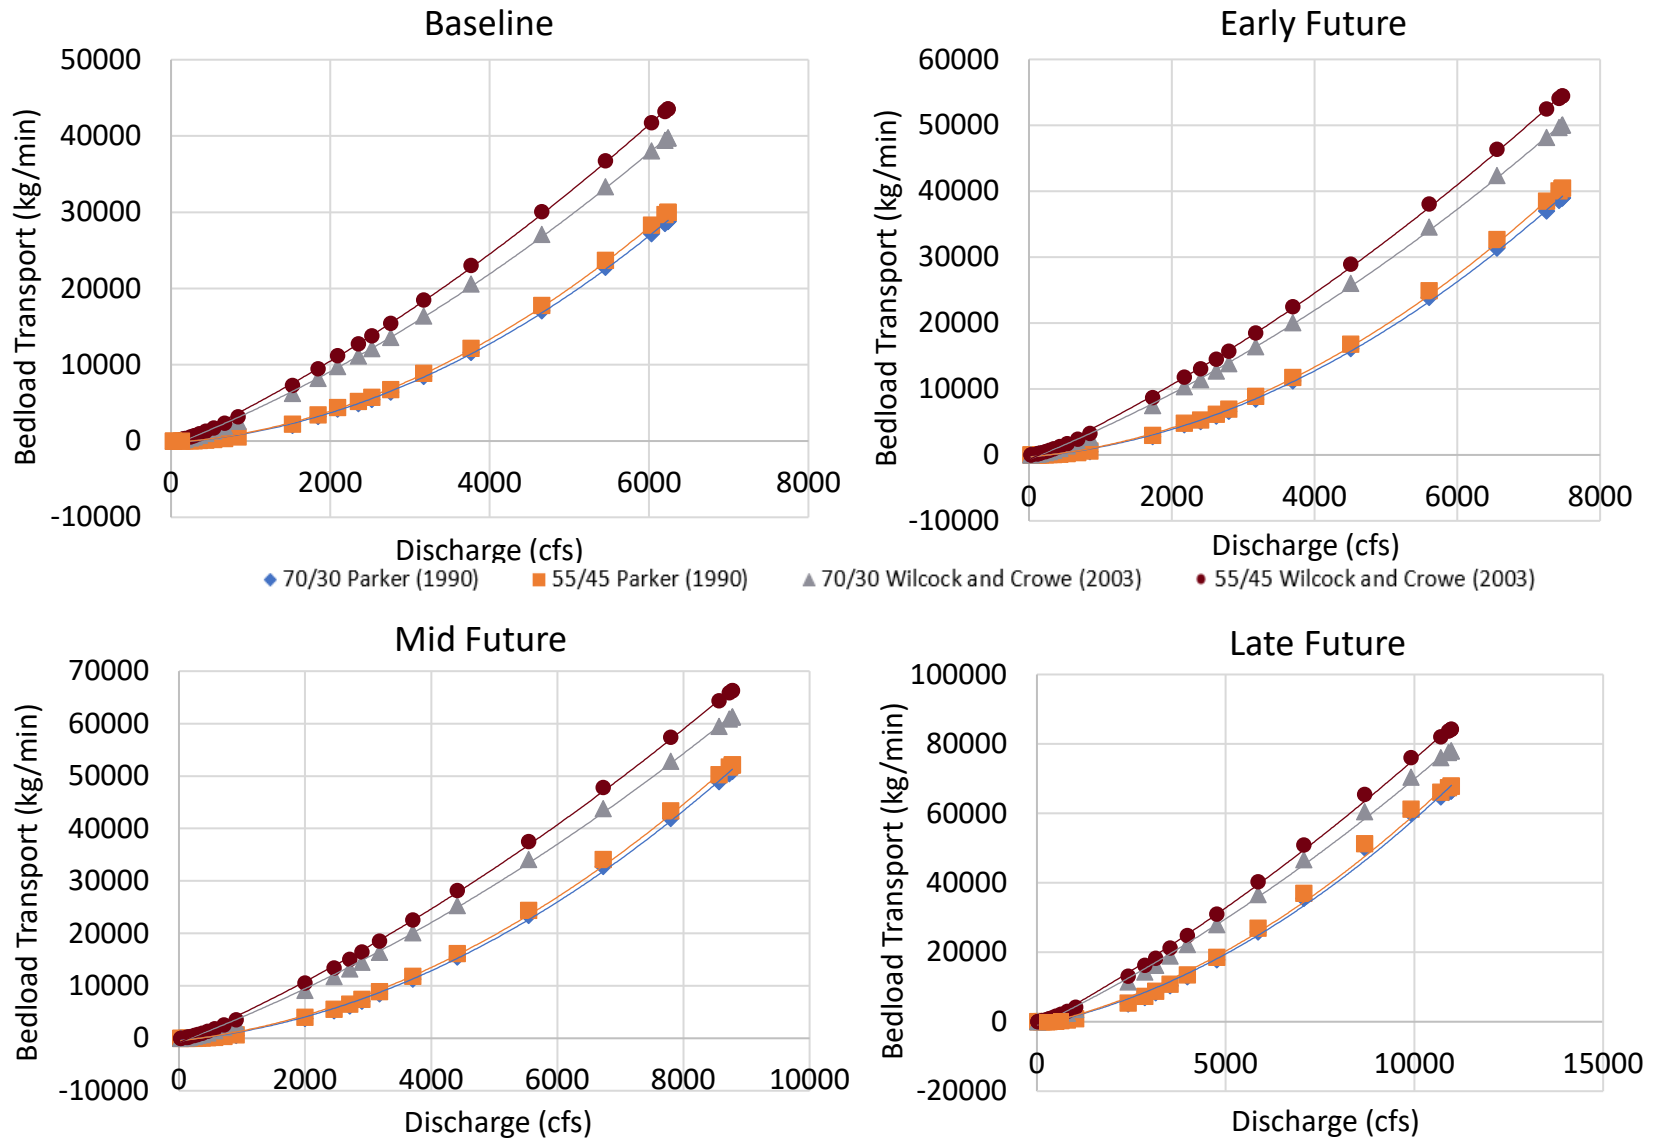 Baseline
50000
40000
30000
20000
10000
0
-10000
0 2000 4000 6000 8000
Bedload Transport (kg/min)
Discharge (cfs)
Early Future
60000
50000
40000
30000
20000
10000
0
-10000
0 2000 4000 6000 8000
Bedload Transport (kg/min)
Discharge (cfs)
70/30 Parker (1990) 55/45 Parker (1990) 70/30 Wilcock and Crowe (2003) 55/45 Wilcock and Crowe (2003)
Mid Future
70000
60000
50000
40000
30000
20000
10000
0
-10000
0 2000 4000 6000 8000 10000
Bedload Transport (kg/min)
Discharge (cfs)
Late Future
100000
80000
60000
40000
20000
0
-20000
0 5000 10000 15000
Bedload Transport (kg/min)
Discharge (cfs)